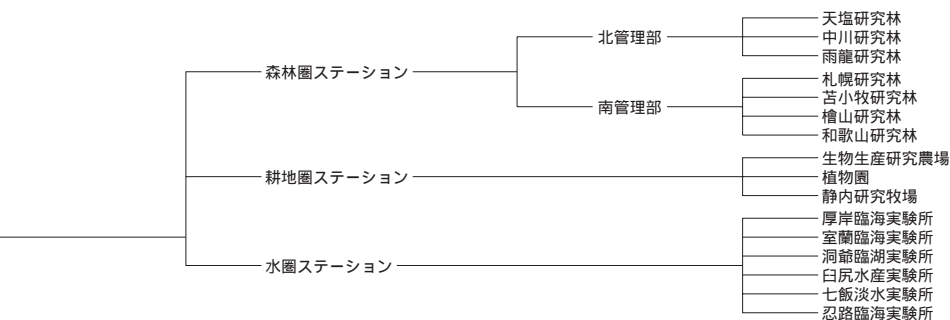 森林圏ステーション
北管理部
天塩研究林
中川研究林
雨龍研究林
南管理部
札幌研究林
苫小牧研究林
檜山研究林
和歌山研究林
耕地圏ステーション
生物生産研究農場
植物園
静内研究牧場
水圏ステーション
厚岸臨海実験所
室蘭臨海実験所
洞爺臨湖実験所
臼尻水産実験所
七飯淡水実験所
忍路臨海実験所